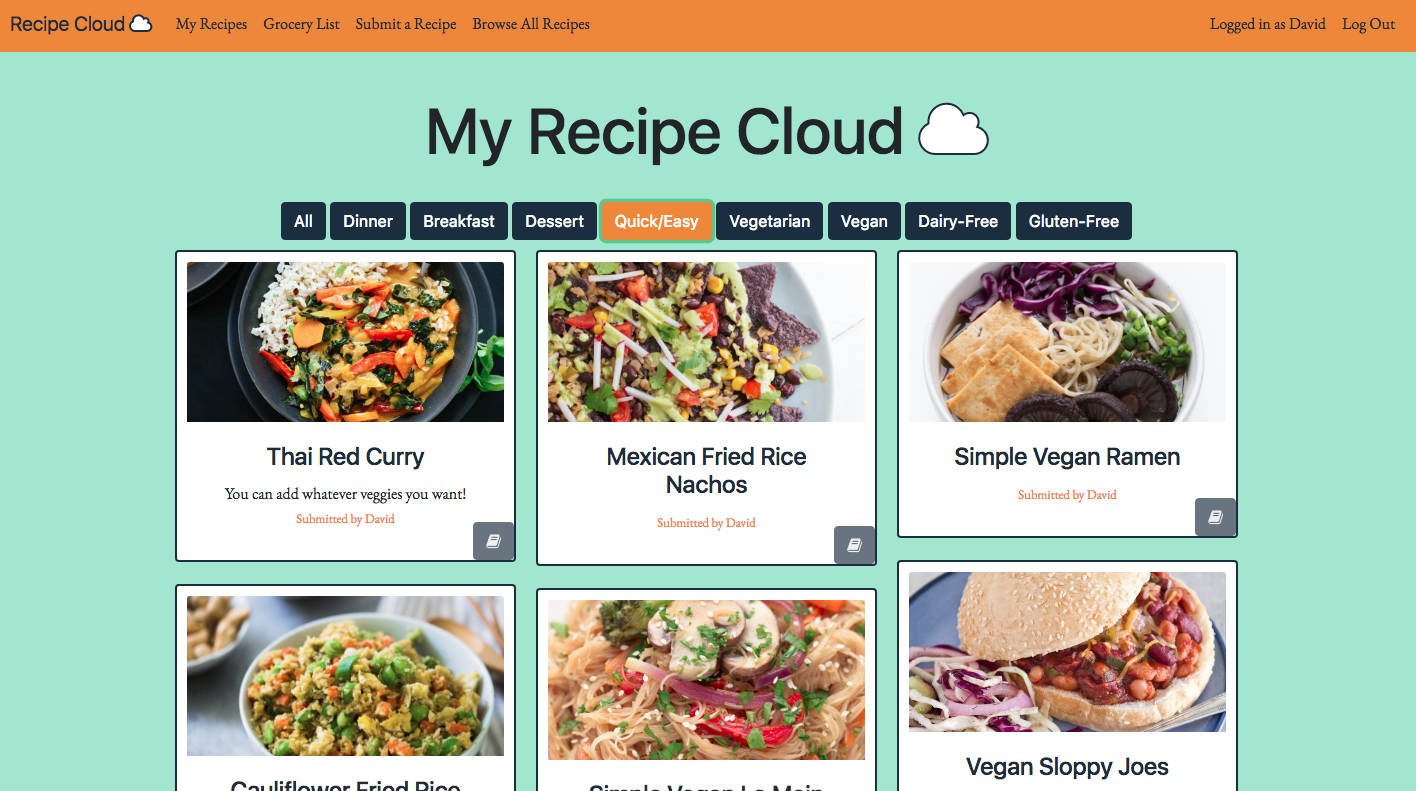 Recipe Cloud My Recipes Grocery List Submit a Recipe Browse All Recipes Logged in as David Log Out
My Recipe Cloud
All Dinner Breakfast Dessert Quick/Easy Vegetarian Vegan Dairy-Free Gluten-Free
Thai Red Curry
You can add whatever veggies you want!
Submitted by David
Mexican Fried Rice
Nachos
Submitted by David
Simple Vegan Ramen
Submitted by David
Cauliflower Fried Rice
Simple Vegan Lo Mein
Vegan Sloppy Joes